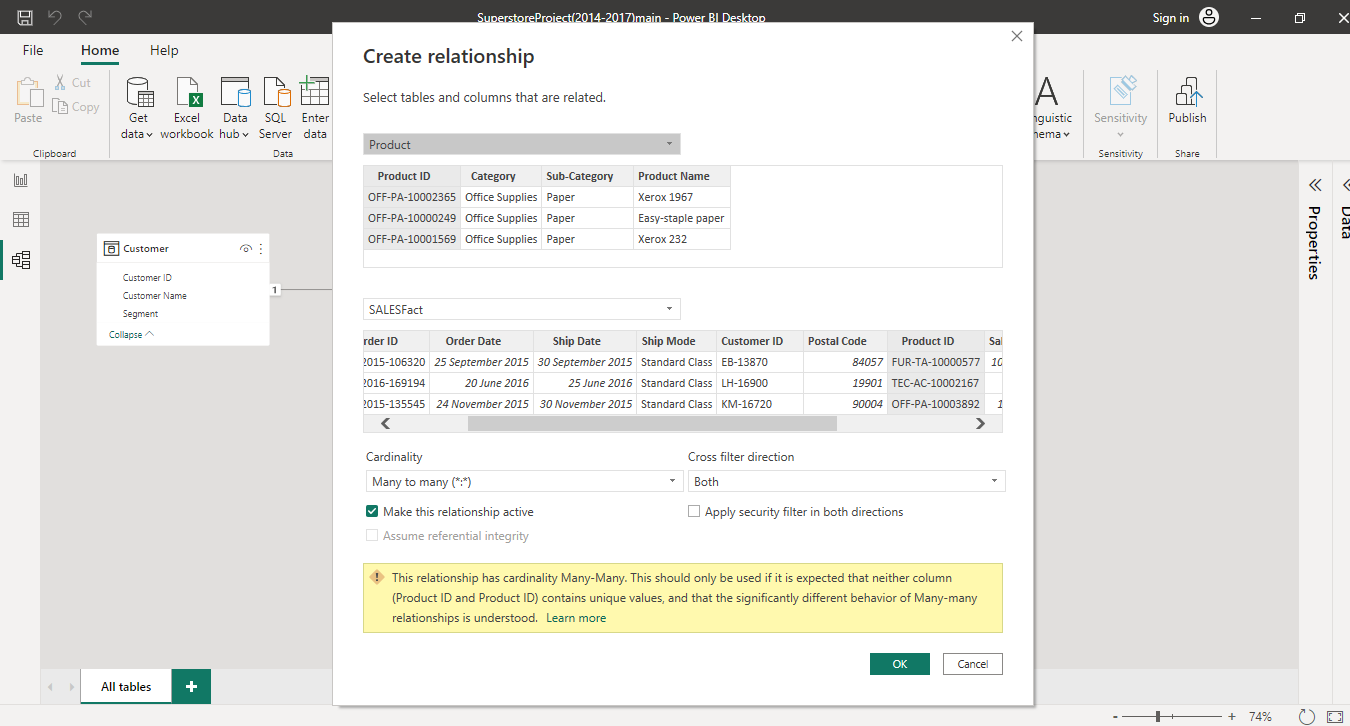 SuperstoreProject(2014-2017)main - Power BI Desktop
Sign in
File Home Help
Paste
Cut
Copy
Clipboard
Get data
Excel workbook
Data hub
SQL Server
Enter data
Data
Sensitivity
Sensitivity
Publish
Share
Customer
Customer ID
Customer Name
Segment
Collapse
1
Create relationship
Select tables and columns that are related.
Product
Product ID Category Sub-Category Product Name
OFF-PA-10002365 Office Supplies Paper Xerox 1967
OFF-PA-10000249 Office Supplies Paper Easy-staple paper
OFF-PA-10001569 Office Supplies Paper Xerox 232
SALESFact
rder ID Order Date Ship Date Ship Mode Customer ID Postal Code Product ID Sal
2015-106320 25 September 2015 30 September 2015 Standard Class EB-13870 84057 FUR-TA-10000577 10
2016-169194 20 June 2016 25 June 2016 Standard Class LH-16900 19901 TEC-AC-10002167
2015-135545 24 November 2015 30 November 2015 Standard Class KM-16720 90004 OFF-PA-10003892 1
Cardinality
Many to many (*:*)
Cross filter direction
Both
Make this relationship active
Apply security filter in both directions
Assume referential integrity
This relationship has cardinality Many-Many. This should only be used if it is expected that neither column
(Product ID and Product ID) contains unique values, and that the significantly different behavior of Many-many
relationships is understood. Learn more
OK Cancel
Properties
Data
All tables
+
- + 74%